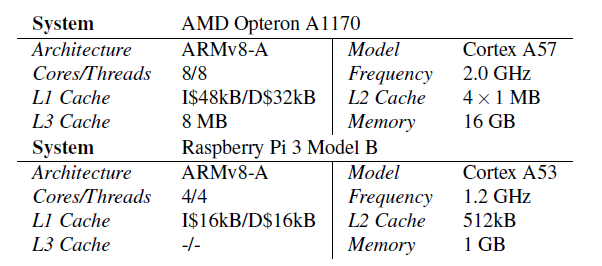 System AMD Opteron A1170
Architecture ARMv8-A Model Cortex A57
Cores/Threads 8/8 Frequency 2.0 GHz
L1 Cache I$48kB/D$32kB L2 Cache 4 × 1 MB
L3 Cache 8 MB Memory 16 GB
System Raspberry Pi 3 Model B
Architecture ARMv8-A Model Cortex A53
Cores/Threads 4/4 Frequency 1.2 GHz
L1 Cache I$16kB/D$16kB L2 Cache 512kB
L3 Cache -/- Memory 1 GB